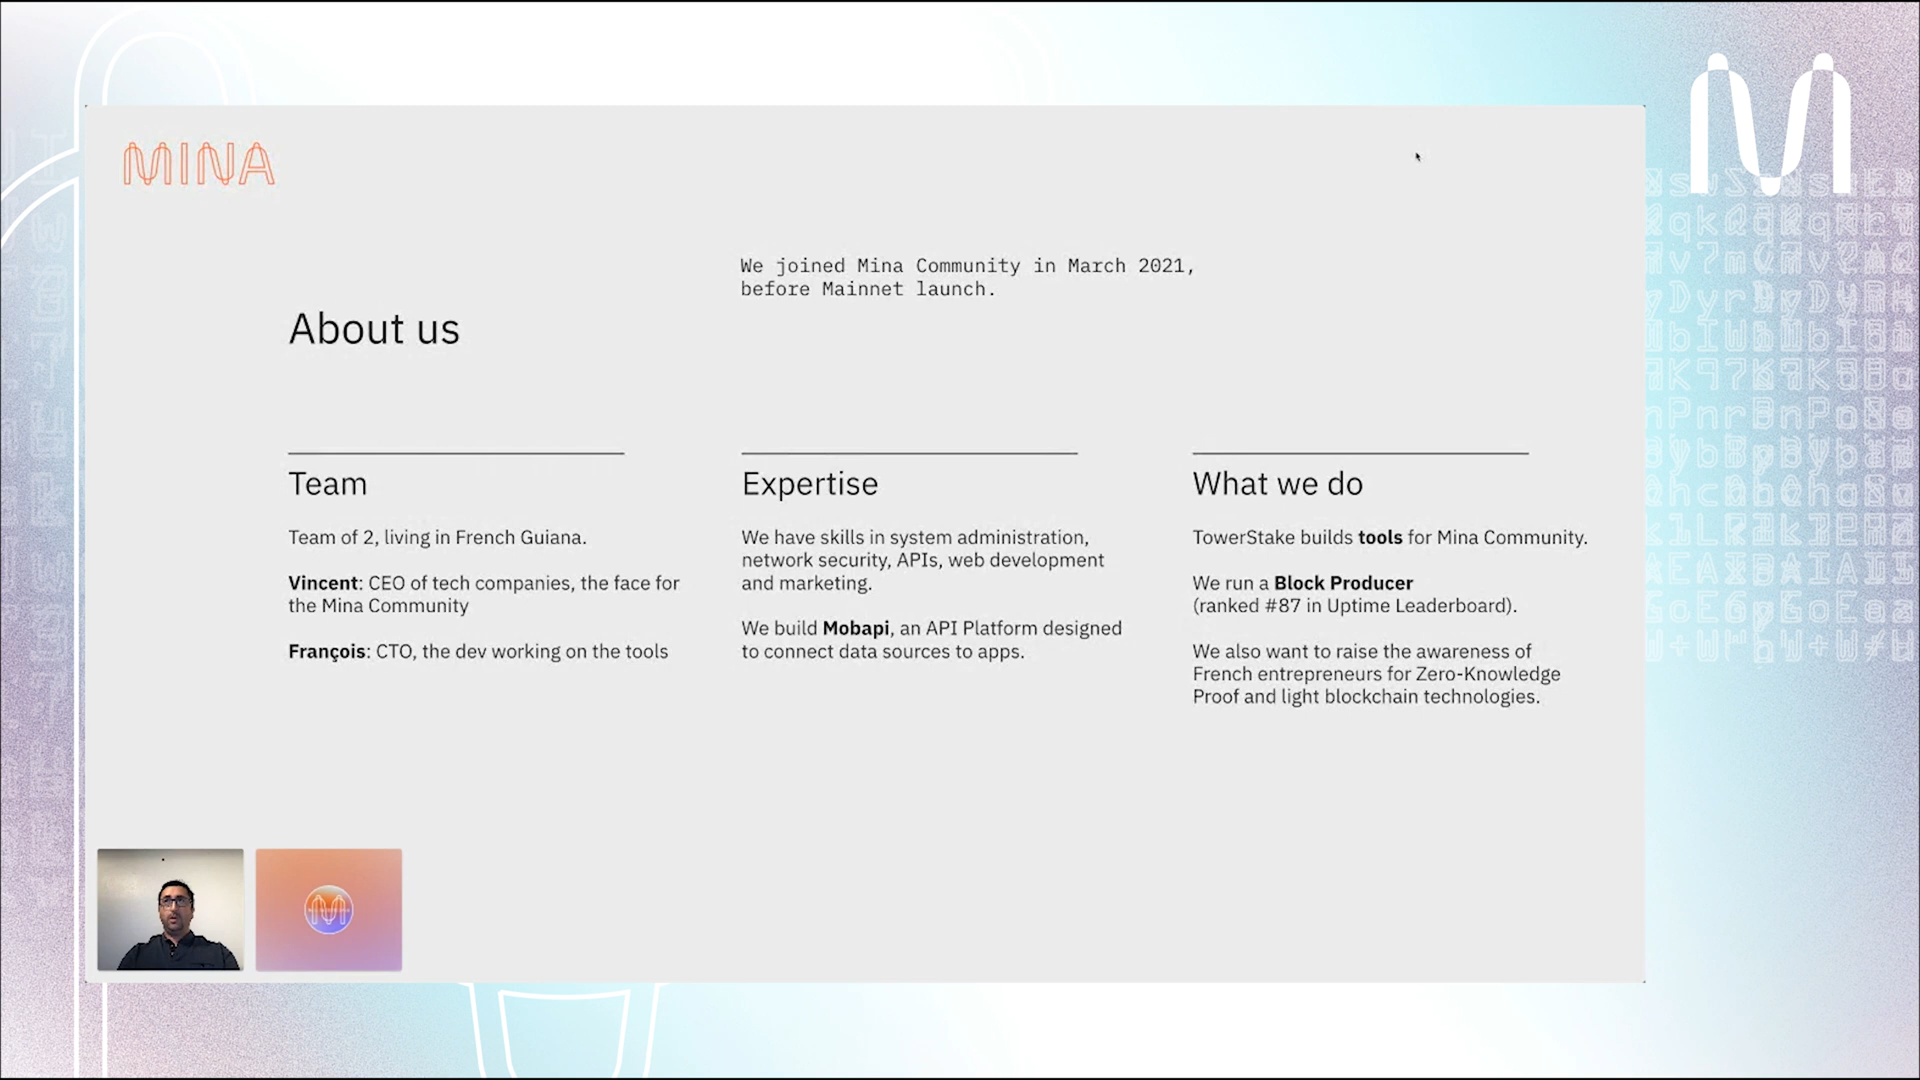 MINA
We joined Mina Community in March 2021,
before Mainnet launch.
About us
Team
Team of 2, living in French Guiana.
Vincent: CEO of tech companies, the face for
the Mina Community
François: CTO, the dev working on the tools
Expertise
We have skills in system administration,
network security, APIs, web development
and marketing.
We build Mobapi, an API Platform designed
to connect data sources to apps.
What we do
TowerStake builds tools for Mina Community.
We run a Block Producer
(ranked #87 in Uptime Leaderboard).
We also want to raise the awareness of
French entrepreneurs for Zero-Knowledge
Proof and light blockchain technologies.